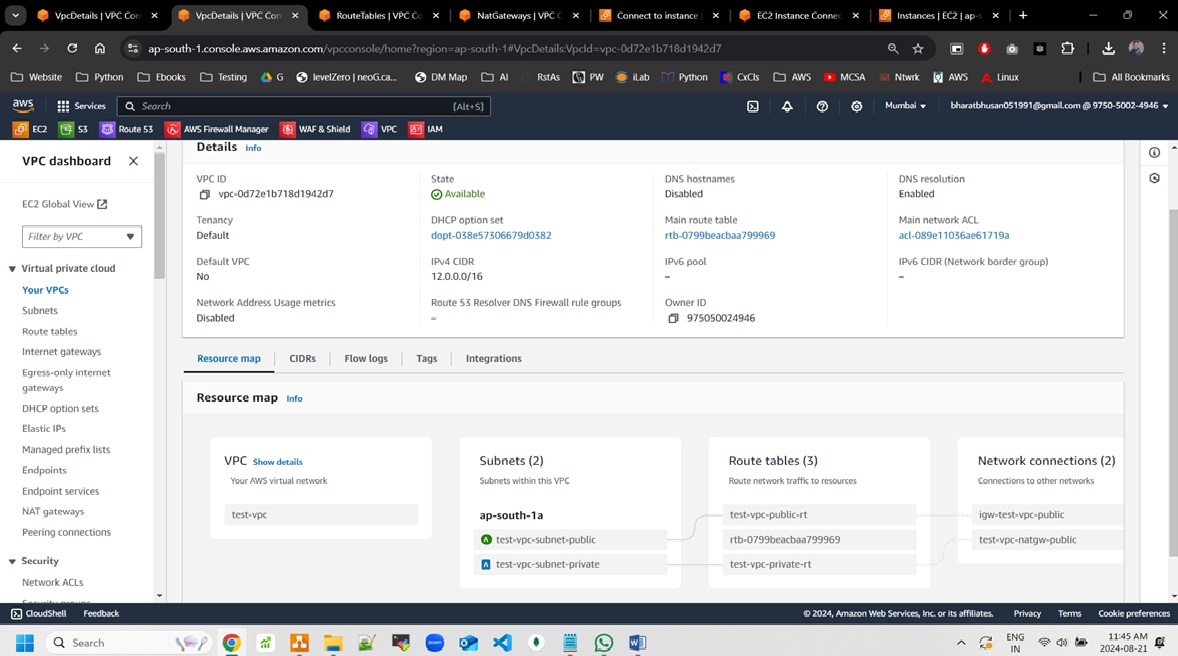 VpcDetails | VPC Con
VpcDetails | VPC Con
RouteTables | VPC Co
NatGateways | VPC C
Connect to instance |
EC2 Instance Connec
Instances | EC2 | ap-s
ap-south-1.console.aws.amazon.com/vpcconsole/home?region=ap-south-1#VpcDetails:VpcId=vpc-0d72e1b718d1942d7
Website Python Ebooks Testing G levelZero | neoG.ca... DM Map AI RstAs PW iLab Python CxCls AWS MCSA Ntwrk AWS Linux All Bookmarks
aws Services Search [Alt+S] Mumbai bharatbhusan051991@gmail.com @ 9750-5002-4946
EC2 S3 Route 53 AWS Firewall Manager WAF & Shield VPC IAM
VPC dashboard
EC2 Global View
Filter by VPC
Virtual private cloud
Your VPCs
Subnets
Route tables
Internet gateways
Egress-only internet
gateways
DHCP option sets
Elastic IPs
Managed prefix lists
Endpoints
Endpoint services
NAT gateways
Peering connections
Security
Network ACLs
Security groups
Details Info
VPC ID
vpc-0d72e1b718d1942d7
State
Available
DNS hostnames
Disabled
DNS resolution
Enabled
Tenancy
Default
DHCP option set
dopt-038e57306679d0382
Main route table
rtb-0799beacbaa799969
Main network ACL
acl-089e11036ae61719a
Default VPC
No
IPv4 CIDR
12.0.0.0/16
IPv6 pool
–
IPv6 CIDR (Network border group)
–
Network Address Usage metrics
Disabled
Route 53 Resolver DNS Firewall rule groups
–
Owner ID
975050024946
Resource map CIDRs Flow logs Tags Integrations
Resource map Info
VPC Show details
Your AWS virtual network
test-vpc
Subnets (2)
Subnets within this VPC
ap-south-1a
A test-vpc-subnet-public
A test-vpc-subnet-private
Route tables (3)
Route network traffic to resources
test-vpc-public-rt
rtb-0799beacbaa799969
test-vpc-private-rt
Network connections (2)
Connections to other networks
igw-test-vpc-public
test-vpc-natgw-public
CloudShell Feedback © 2024, Amazon Web Services, Inc. or its affiliates. Privacy Terms Cookie preferences
Search
zoom
ENG
IN
11:45 AM
2024-08-21